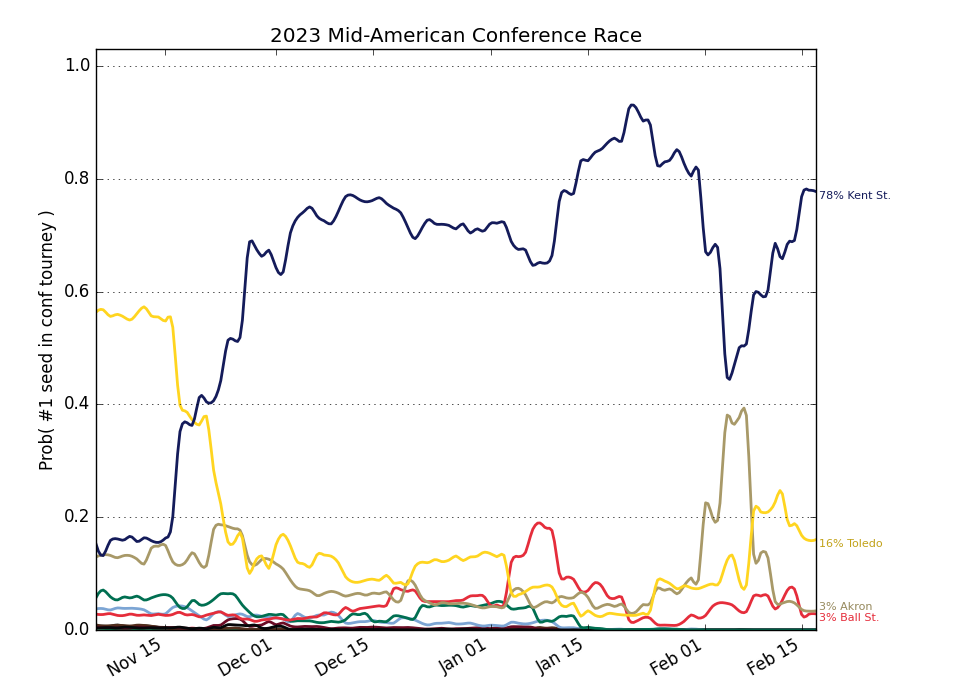 2023 Mid-American Conference Race
Prob( #1 seed in conf tourney )
1.0
0.8
0.6
0.4
0.2
0.0
78% Kent St.
16% Toledo
3% Akron
3% Ball St.
Nov 15
Dec 01
Dec 15
Jan 01
Jan 15
Feb 01
Feb 15